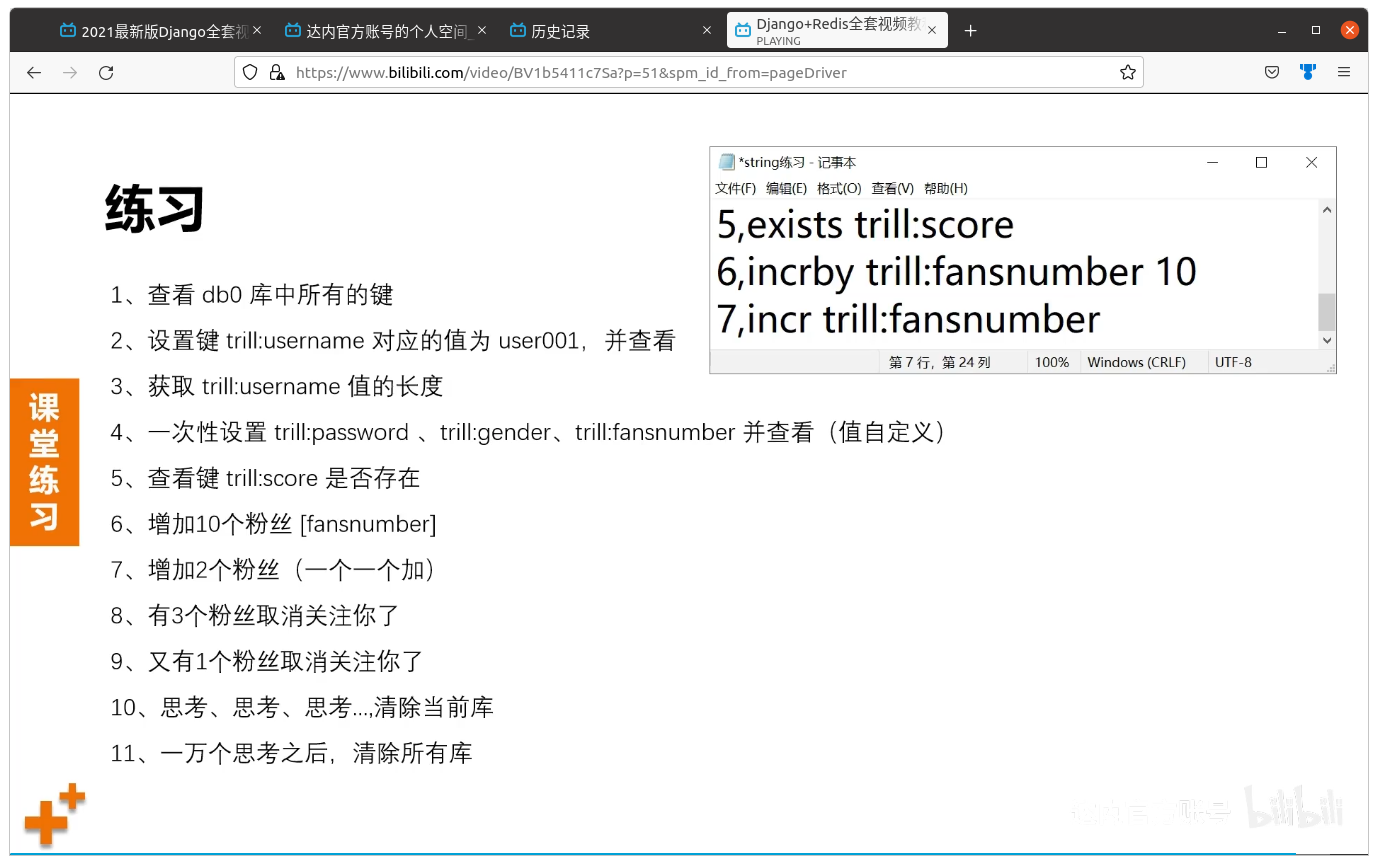 2021最新版Django全套视
达内官方账号的个人空间_
历史记录
Django+Redis全套视频教
PLAYING
https://www.bilibili.com/video/BV1b5411c7Sa?p=51&spm_id_from=pageDriver
*string练习 - 记事本
文件(F) 编辑(E) 格式(O) 查看(V) 帮助(H)
5,exists trill:score
6,incrby trill:fansnumber 10
7,incr trill:fansnumber
第 7 行，第 24 列 100% Windows (CRLF) UTF-8
练习
1、查看 db0 库中所有的键
2、设置键 trill:username 对应的值为 user001，并查看
3、获取 trill:username 值的长度
4、一次性设置 trill:password 、trill:gender、trill:fansnumber 并查看（值自定义）
5、查看键 trill:score 是否存在
6、增加10个粉丝 [fansnumber]
7、增加2个粉丝（一个一个加）
8、有3个粉丝取消关注你了
9、又有1个粉丝取消关注你了
10、思考、思考、思考...,清除当前库
11、一万个思考之后，清除所有库
课堂练习
达内官方账号 bilibili